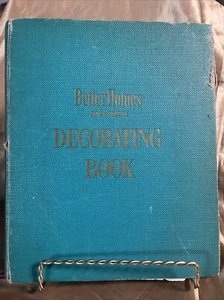 Better Homes
and Gardens
DECORATING
BOOK